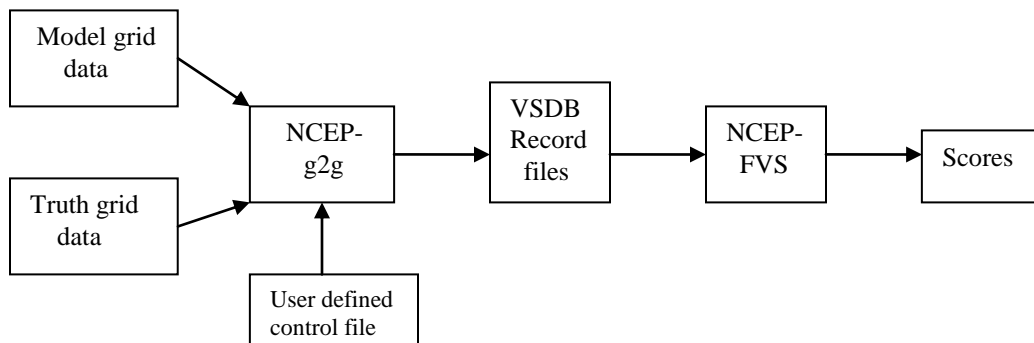 Model grid
data
Truth grid
data
NCEP-
g2g
User defined
control file
VSDB
Record
files
NCEP-
FVS
Scores